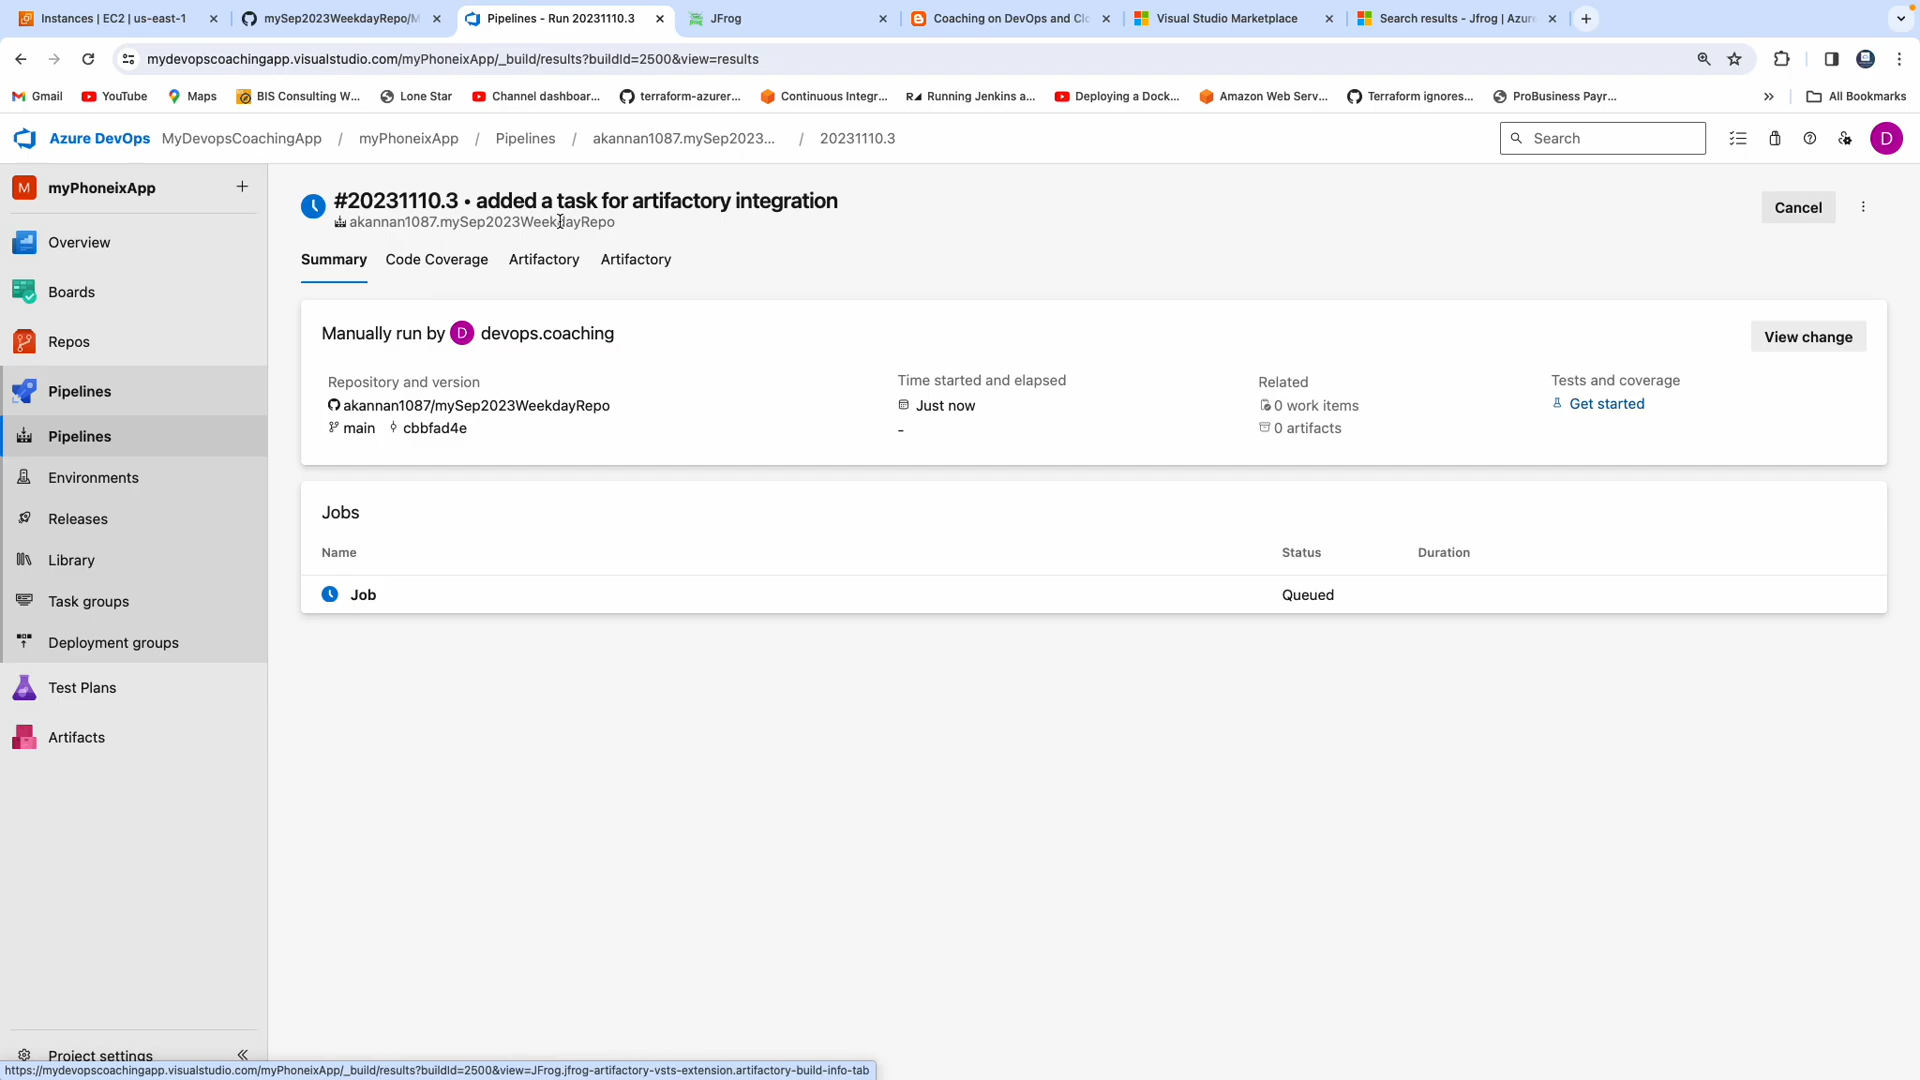 Instances | EC2 | us-east-1
mySep2023WeekdayRepo/M
Pipelines - Run 20231110.3
JFrog
Coaching on DevOps and Clo
Visual Studio Marketplace
Search results - Jfrog | Azure
mydevopscoachingapp.visualstudio.com/myPhoneixApp/_build/results?buildId=2500&view=results
Gmail
YouTube
Maps
BIS Consulting W...
Lone Star
Channel dashboar...
terraform-azurer...
Continuous Integr...
Running Jenkins a...
Deploying a Dock...
Amazon Web Serv...
Terraform ignores...
ProBusiness Payr...
All Bookmarks
Azure DevOps MyDevopsCoachingApp / myPhoneixApp / Pipelines / akannan1087.mySep2023... / 20231110.3
Search
D
M myPhoneixApp
Overview
Boards
Repos
Pipelines
Pipelines
Environments
Releases
Library
Task groups
Deployment groups
Test Plans
Artifacts
Project settings
#20231110.3 • added a task for artifactory integration
akannan1087.mySep2023WeekdayRepo
Cancel
Summary Code Coverage Artifactory Artifactory
Manually run by D devops.coaching
View change
Repository and version
akannan1087/mySep2023WeekdayRepo
main cbbfad4e
Time started and elapsed
Just now
-
Related
0 work items
0 artifacts
Tests and coverage
Get started
Jobs
Name Status Duration
Job Queued
https://mydevopscoachingapp.visualstudio.com/myPhoneixApp/_build/results?buildId=2500&view=JFrog.jfrog-artifactory-vsts-extension.artifactory-build-info-tab